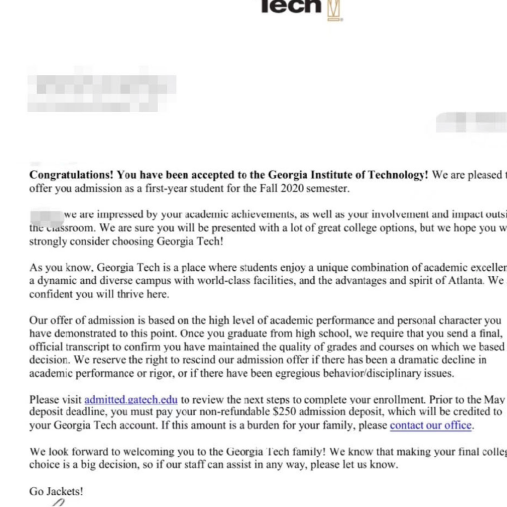 Tech
Congratulations! You have been accepted to the Georgia Institute of Technology! We are pleased
offer you admission as a first-year student for the Fall 2020 semester.
we are impressed by your academic achievements, as well as your involvement and impact
the classroom. We are sure you will be presented with a lot of great college options, but we hope you
strongly consider choosing Georgia Tech!
As you know, Georgia Tech is a place where students enjoy a unique combination of academic
a dynamic and diverse campus with world-class facilities, and the advantages and spirit of Atlanta. We
confident you will thrive here.
Our offer of admission is based on the high level of academic performance and personal character you
have demonstrated to this point. Once you graduate from high school, we require that you send a final,
official transcript to confirm you have maintained the quality of grades and courses on which we based
decision. We reserve the right to rescind our admission offer if there has been a dramatic decline in
academic performance or rigor, or if there have been egregious behavior/disciplinary issues.
Please visit admitted.gatech.edu to review the next steps to complete your enrollment. Prior to the May
deposit deadline, you must pay your non-refundable $250 admission deposit, which will be credited to
your Georgia Tech account. If this amount is a burden for your family, please contact our office.
We look forward to welcoming you to the Georgia Tech family! We know that making your final
choice is a big decision, so if our staff can assist in any way, please let us know.
Go Jackets!